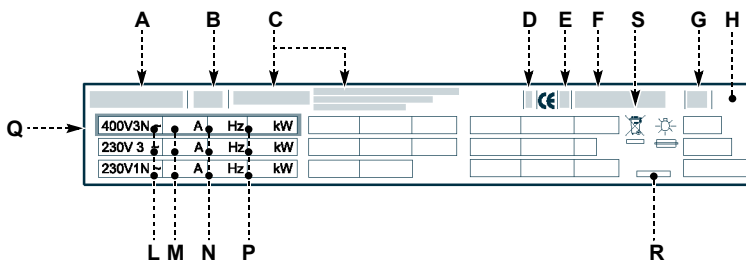 A B C D E F S G H
CE
Q
400V3N~ A Hz kW
230V 3 ~ A Hz kW
230V1N~ A Hz kW
L M N P R